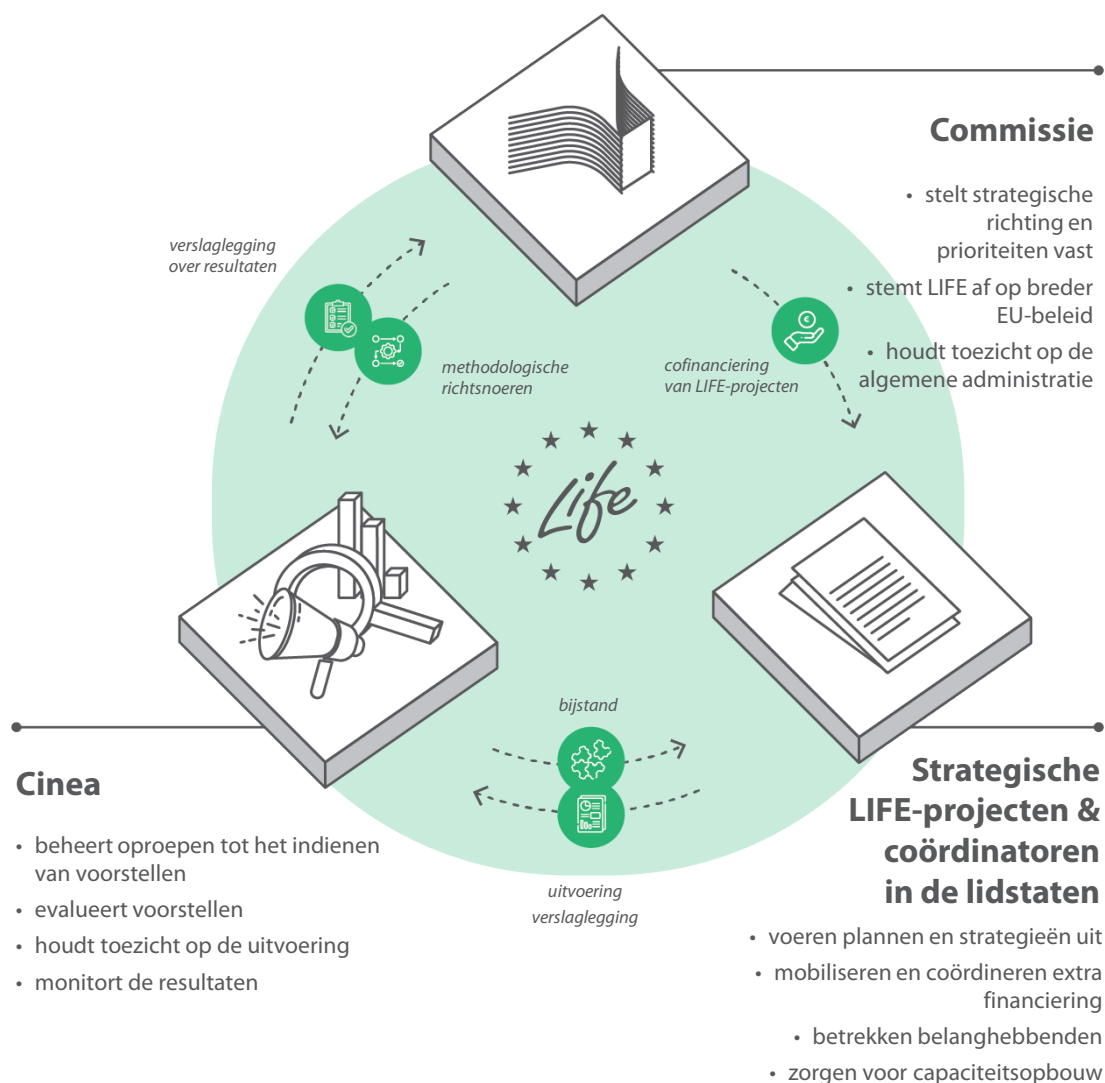 Commissie
• stelt strategische
richting en
prioriteiten vast
• stemt LIFE af op breder
EU-beleid
• houdt toezicht op de
algemene administratie
verslaglegging
over resultaten
methodologische
richtsnoeren
cofinanciering
van LIFE-projecten
€
Life
bijstand
uitvoering
verslaglegging
Cinea
• beheert oproepen tot het indienen
van voorstellen
• evalueert voorstellen
• houdt toezicht op de uitvoering
• monitort de resultaten
Strategische
LIFE-projecten &
coördinatoren
in de lidstaten
• voeren plannen en strategieën uit
• mobiliseren en coördineren extra
financiering
• betrekken belanghebbenden
• zorgen voor capaciteitsopbouw